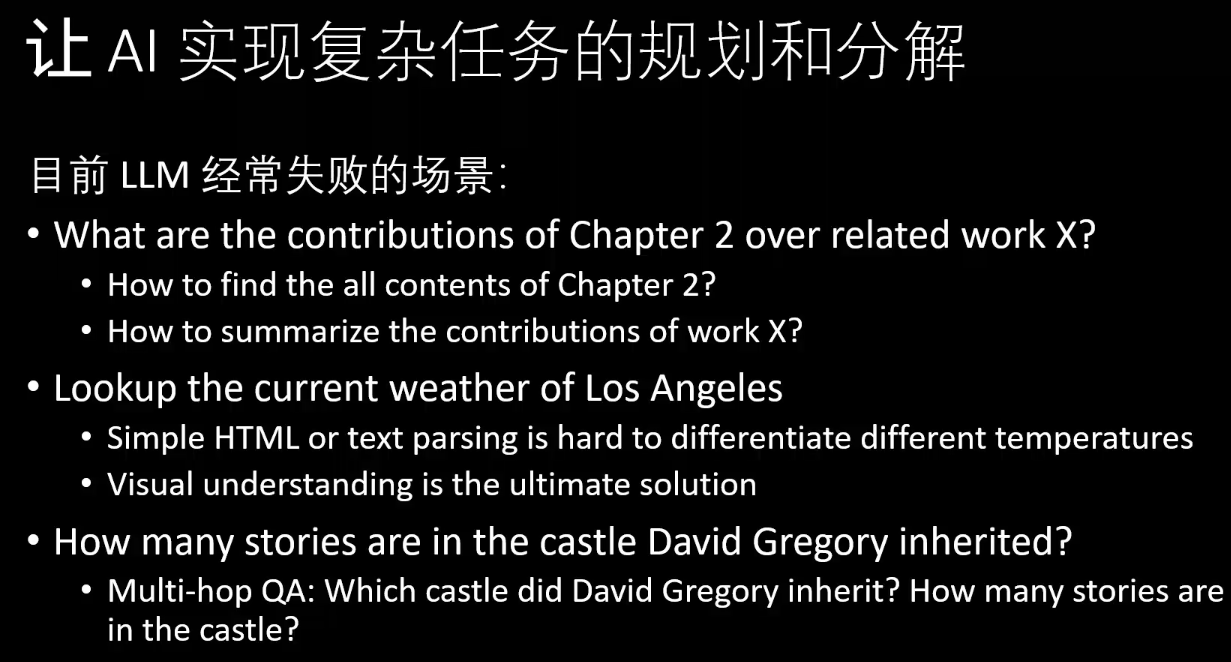 让 AI 实现复杂任务的规划和分解
目前 LLM 经常失败的场景：
• What are the contributions of Chapter 2 over related work X?
• How to find the all contents of Chapter 2?
• How to summarize the contributions of work X?
• Lookup the current weather of Los Angeles
• Simple HTML or text parsing is hard to differentiate different temperatures
• Visual understanding is the ultimate solution
• How many stories are in the castle David Gregory inherited?
• Multi-hop QA: Which castle did David Gregory inherit? How many stories are
in the castle?